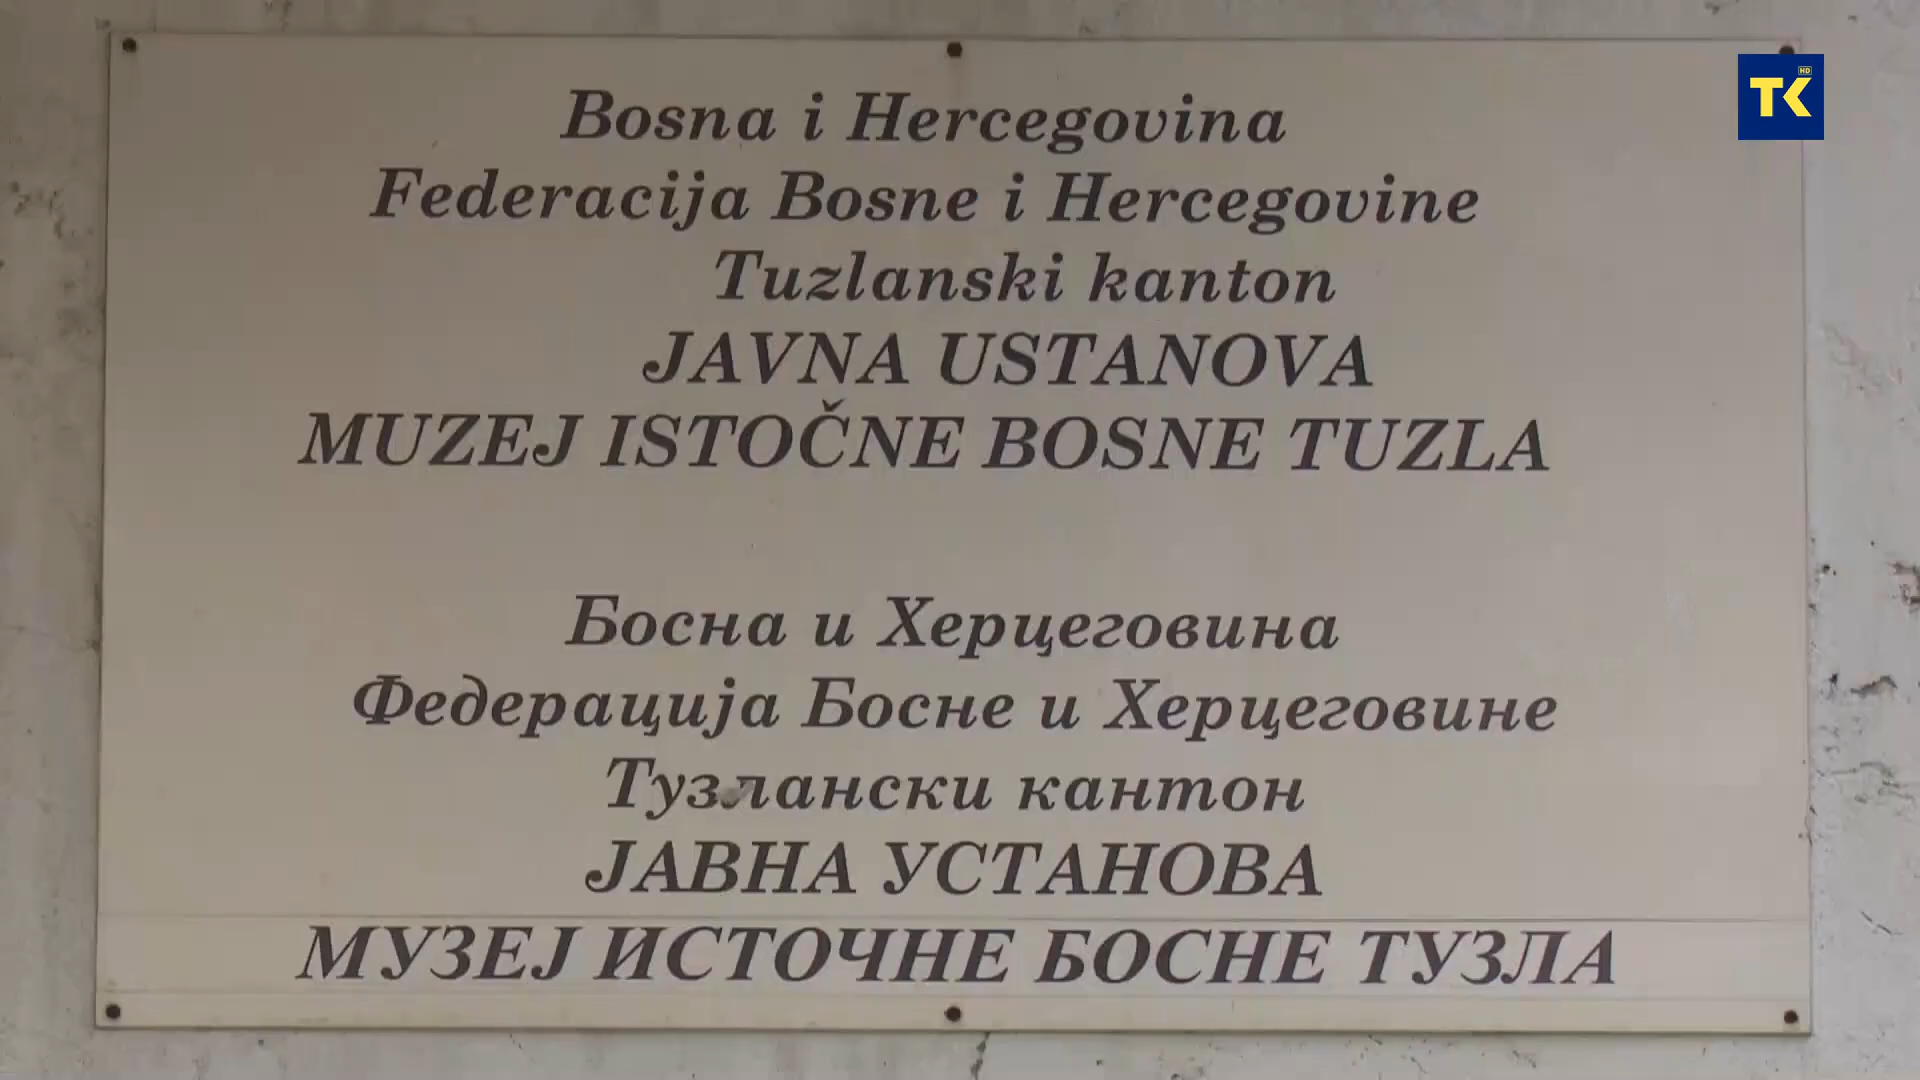 Bosna i Hercegovina
Federacija Bosne i Hercegovine
Tuzlanski kanton
JAVNA USTANOVA
MUZEJ ISTOČNE BOSNE TUZLA
Босна и Херцеговина
Федерација Босне и Херцеговине
Тузлански кантон
ЈАВНА УСТАНОВА
МУЗЕЈ ИСТОЧНЕ БОСНЕ ТУЗЛА
TK HD